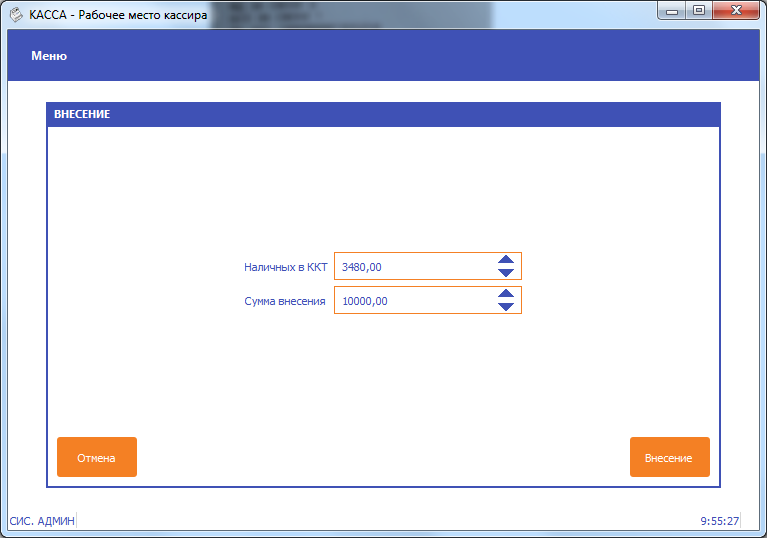 КАССА - Рабочее место кассира
Меню
ВНЕСЕНИЕ
Наличных в ККТ 3480,00
Сумма внесения 10000,00
Отмена Внесение
СИС. АДМИН 9:55:27